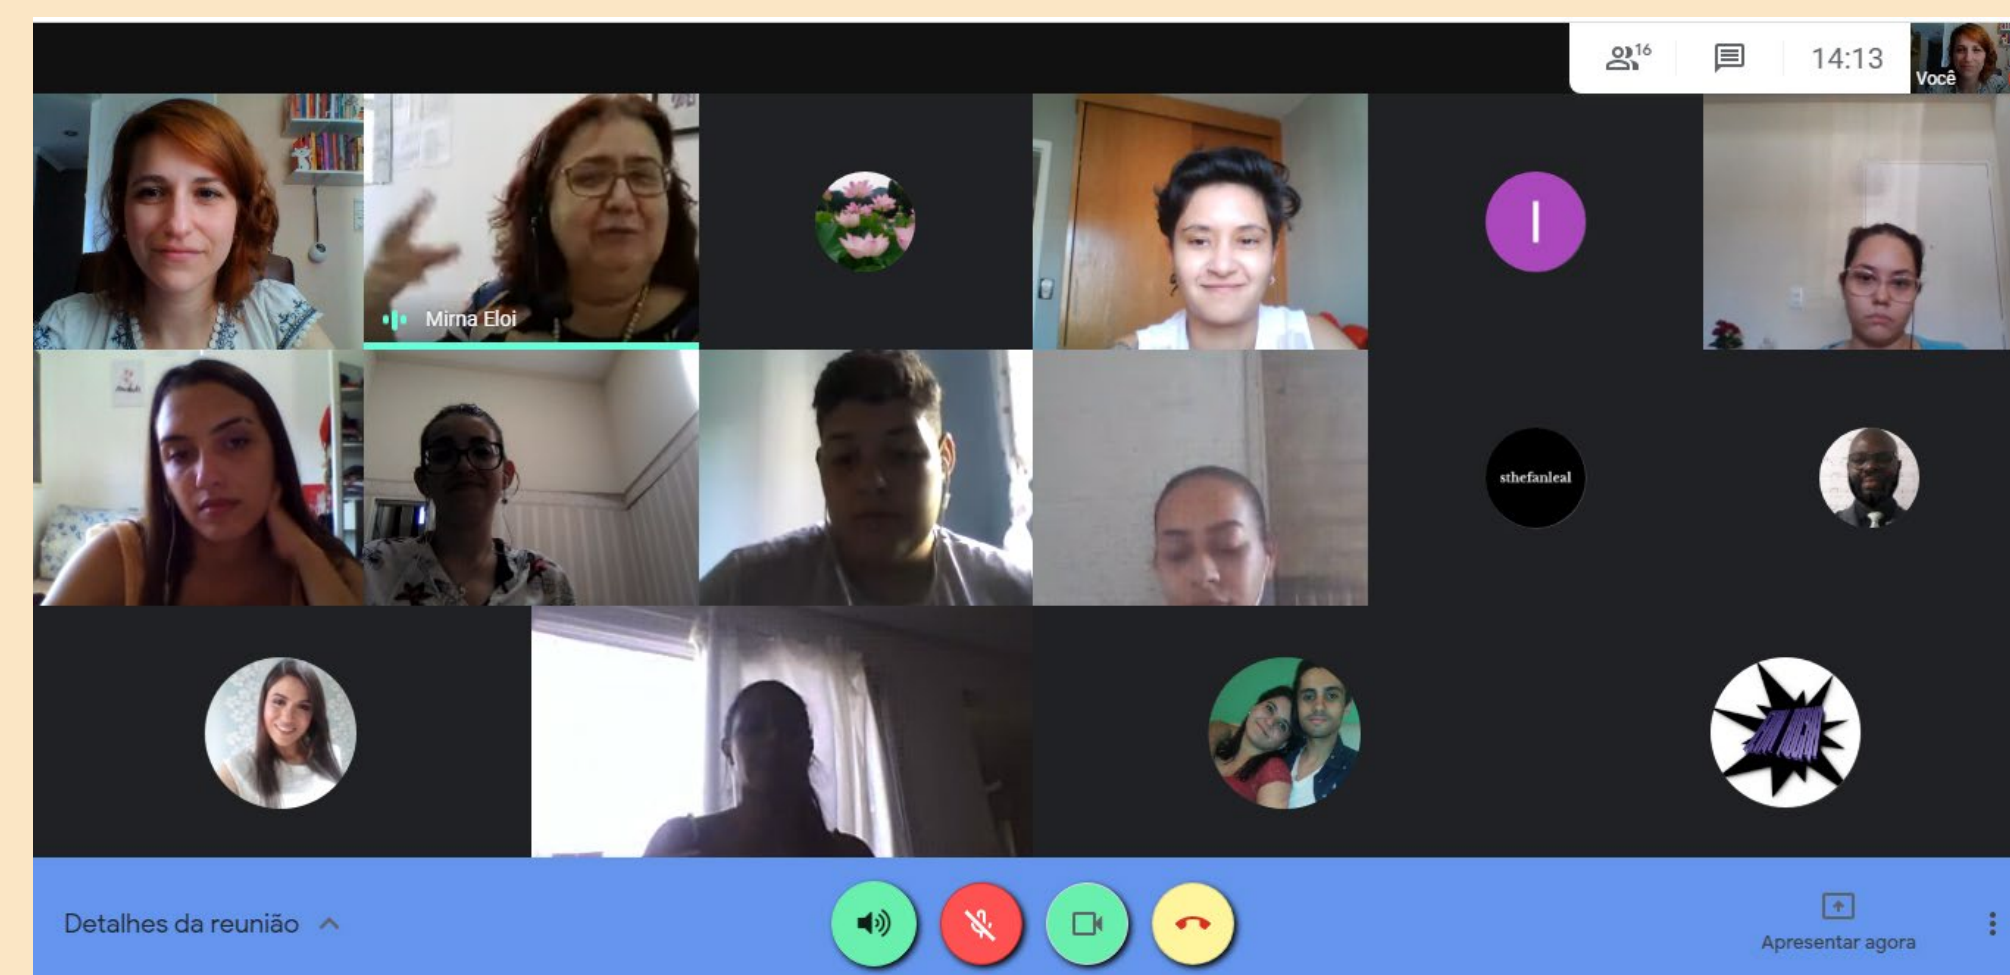 16
14:13
Você
I
Mirna Eloi
sthefanleal
Detalhes da reunião
Apresentar agora